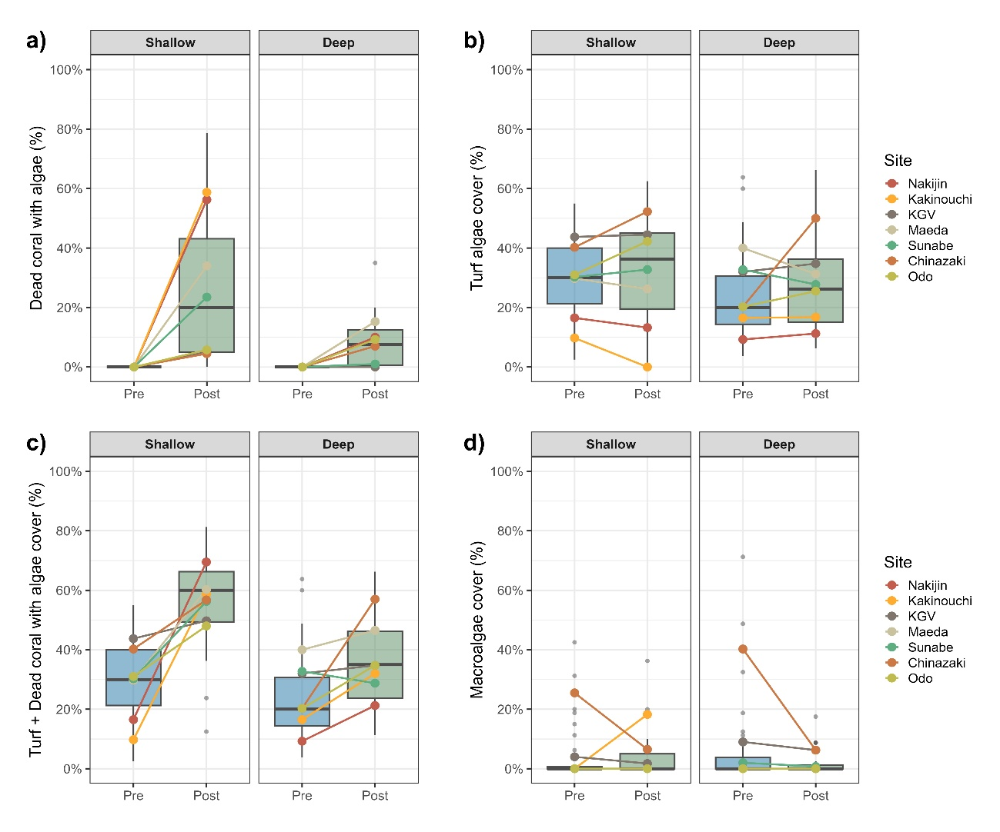 a)
Shallow
Deep
Dead coral with algae (%)
100%
80%
60%
40%
20%
0%
Pre
Post
Pre
Post
b)
Shallow
Deep
Turf algae cover (%)
100%
80%
60%
40%
20%
0%
Pre
Post
Pre
Post
Site
Nakijin
Kakinouchi
KGV
Maeda
Sunabe
Chinazaki
Odo
c)
Shallow
Deep
Turf + Dead coral with algae cover (%)
100%
80%
60%
40%
20%
0%
Pre
Post
Pre
Post
d)
Shallow
Deep
Macroalgae cover (%)
100%
80%
60%
40%
20%
0%
Pre
Post
Pre
Post
Site
Nakijin
Kakinouchi
KGV
Maeda
Sunabe
Chinazaki
Odo